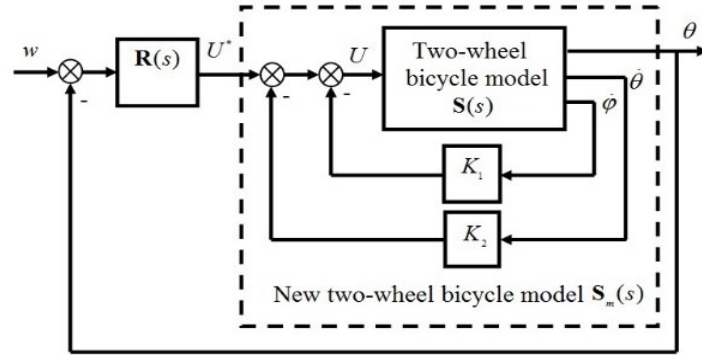 w
-
R(s)
U*
-
-
U
Two-wheel
bicycle model
S(s)
θ
θ̇
φ̇
K₁
K₂
New two-wheel bicycle model Sₘ(s)